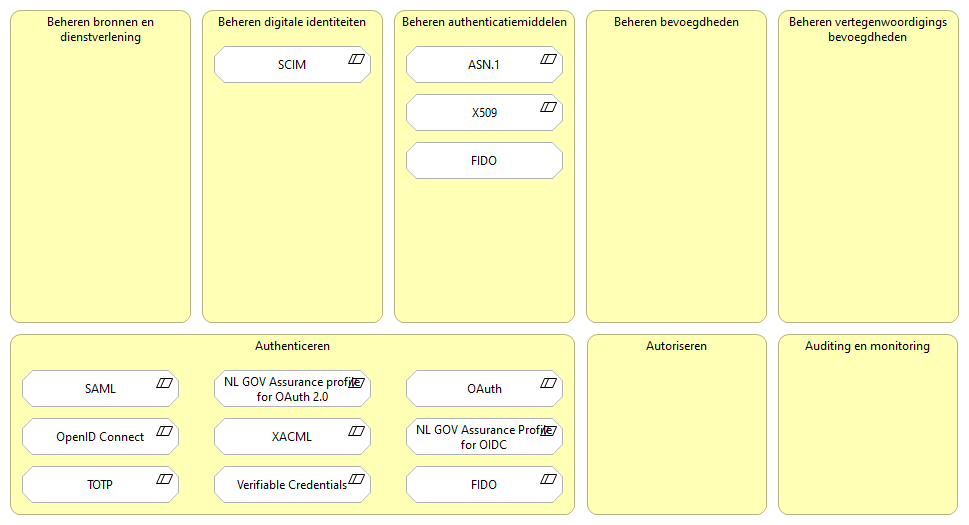 Beheren bronnen en
dienstverlening
Beheren digitale identiteiten
SCIM
Beheren authenticatiemiddelen
ASN.1
X509
FIDO
Beheren bevoegdheden
Beheren vertegenwoordigings
bevoegdheden
Authenticeren
SAML
NL GOV Assurance profile
for OAuth 2.0
OAuth
OpenID Connect
XACML
NL GOV Assurance Profile
for OIDC
TOTP
Verifiable Credentials
FIDO
Autoriseren
Auditing en monitoring